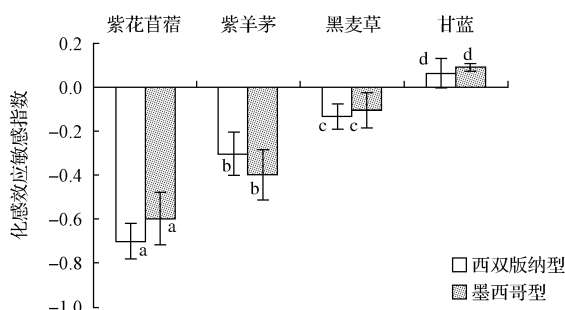 紫花苜蓿 紫羊茅 黑麦草 甘蓝
化感效应敏感指数
0.2
0.0
−0.2
−0.4
−0.6
−0.8
−1.0
a a b b c c d d
西双版纳型
墨西哥型